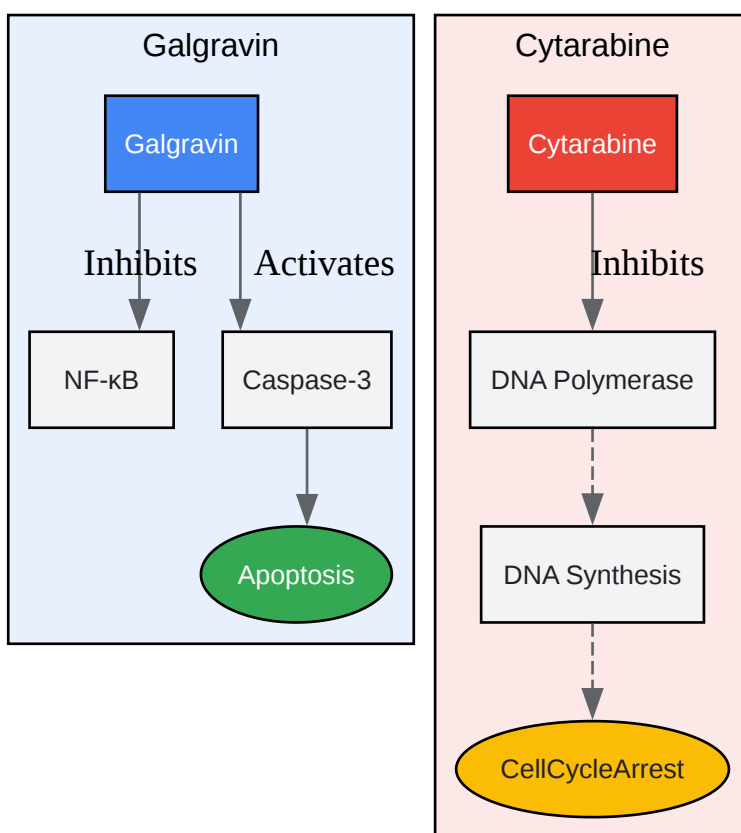 Galgravin
Galgravin
Inhibits
Activates
NF-κB
Caspase-3
Apoptosis
Cytarabine
Cytarabine
Inhibits
DNA Polymerase
DNA Synthesis
CellCycleArrest